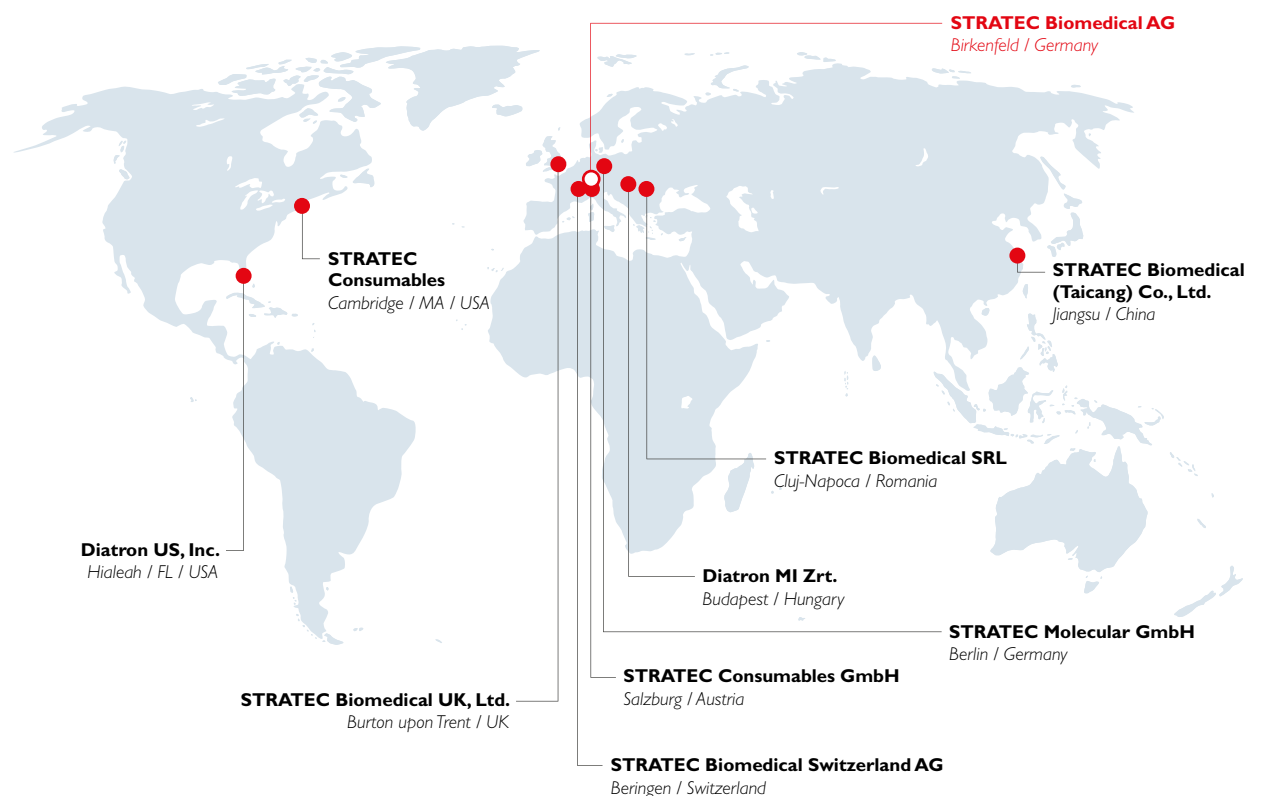 STRATEC Biomedical AG
Birkenfeld / Germany
STRATEC
Consumables
Cambridge / MA / USA
STRATEC Biomedical
(Taicang) Co., Ltd.
Jiangsu / China
STRATEC Biomedical SRL
Cluj-Napoca / Romania
Diatron US, Inc.
Hialeah / FL / USA
Diatron MI Zrt.
Budapest / Hungary
STRATEC Molecular GmbH
Berlin / Germany
STRATEC Consumables GmbH
Salzburg / Austria
STRATEC Biomedical UK, Ltd.
Burton upon Trent / UK
STRATEC Biomedical Switzerland AG
Beringen / Switzerland